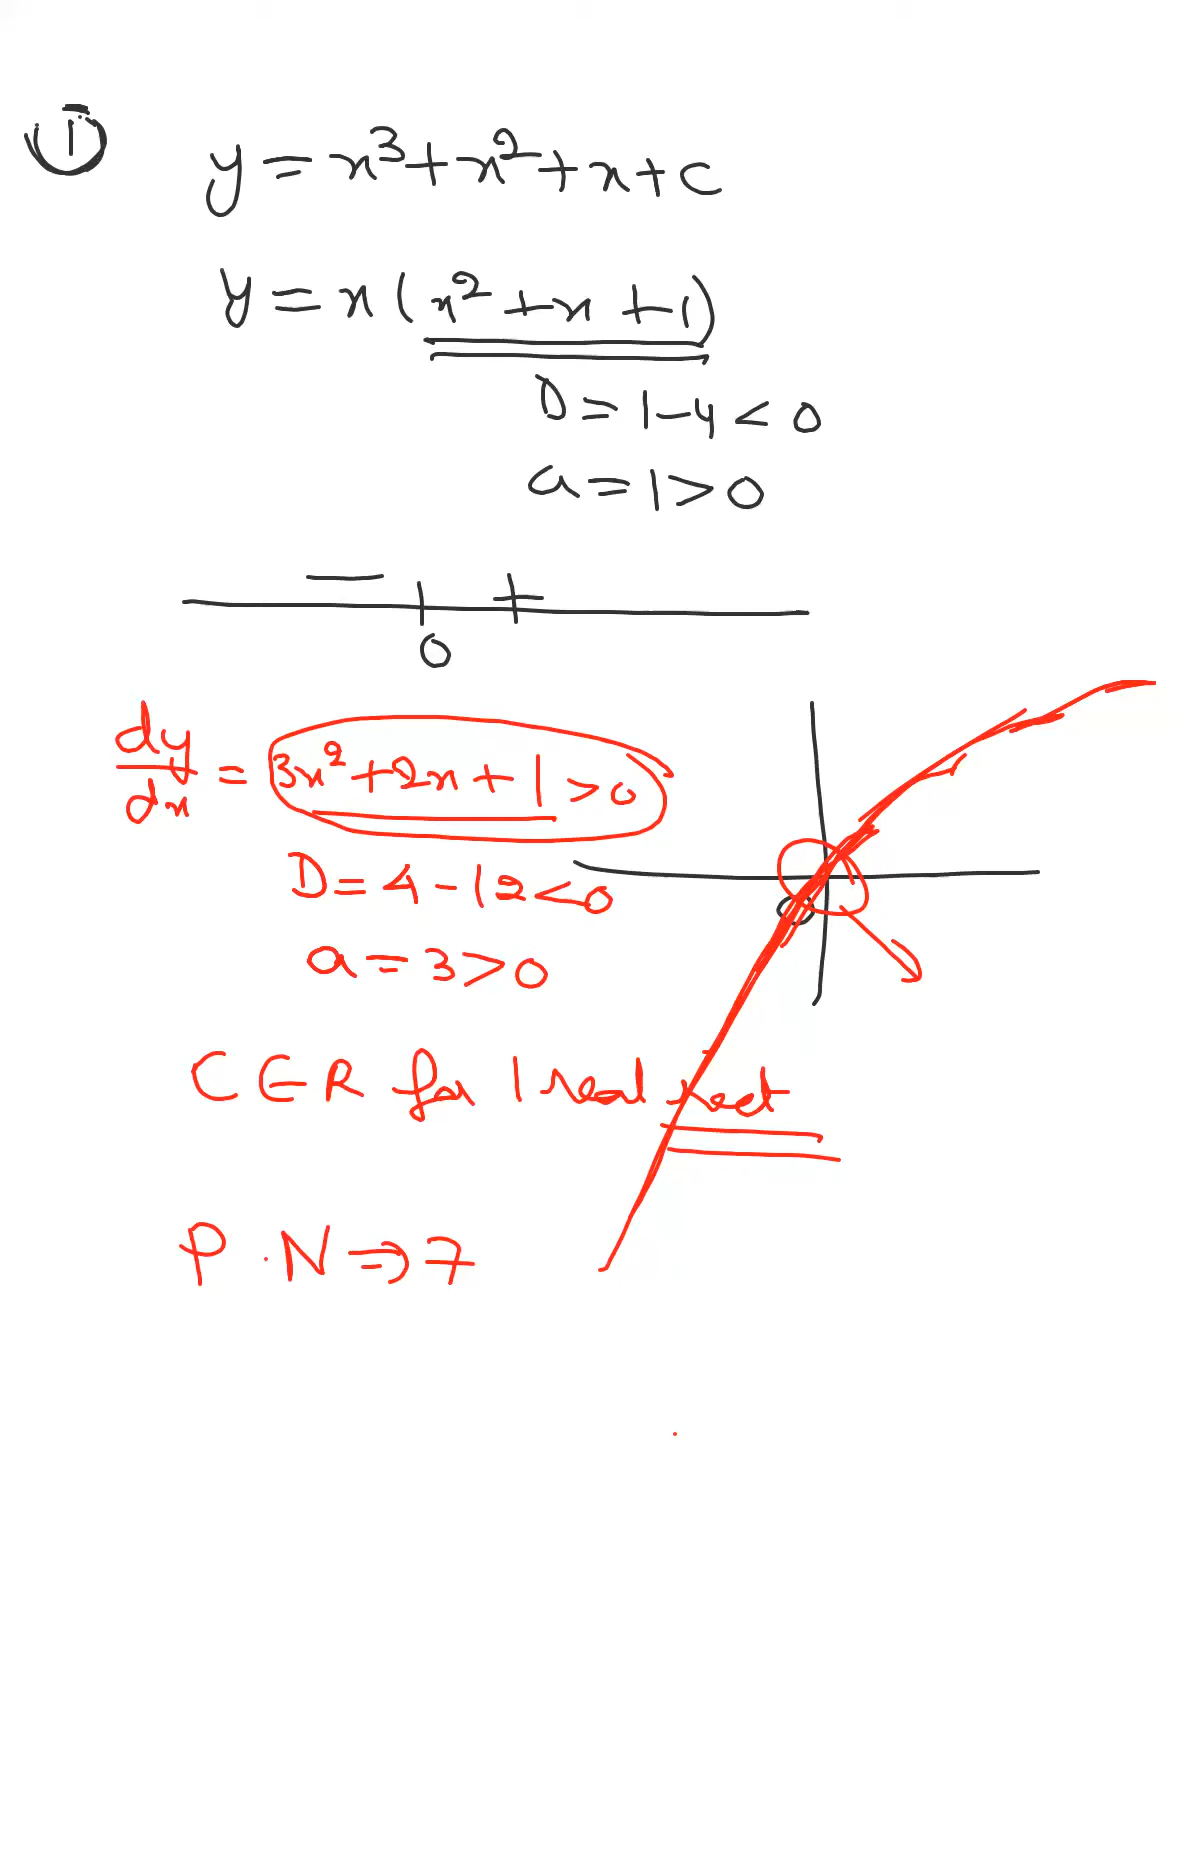 ① y = x³ + x² + x + c
y = x(x² + x + 1)
D = 1 - 4 < 0
a = 1 > 0
— +
0
dy/dx = 3x² + 2x + 1 > 0
D = 4 - 12 < 0
a = 3 > 0
0
C ∈ R for 1 real root
P.N ⇒ 7